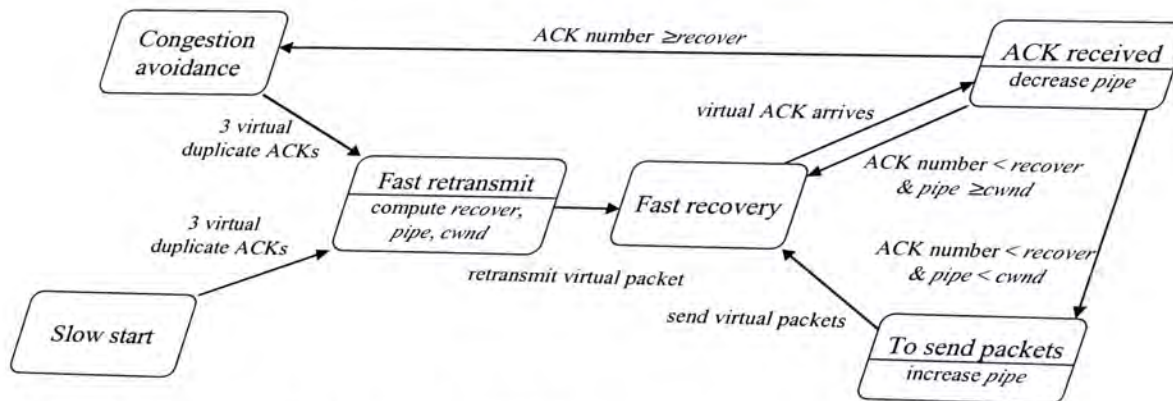 Congestion
avoidance
ACK number ≥recover
ACK received
decrease pipe
virtual ACK arrives
3 virtual
duplicate ACKs
ACK number < recover
& pipe ≥cwnd
Fast retransmit
compute recover,
pipe, cwnd
Fast recovery
3 virtual
duplicate ACKs
retransmit virtual packet
ACK number < recover
& pipe < cwnd
send virtual packets
Slow start
To send packets
increase pipe